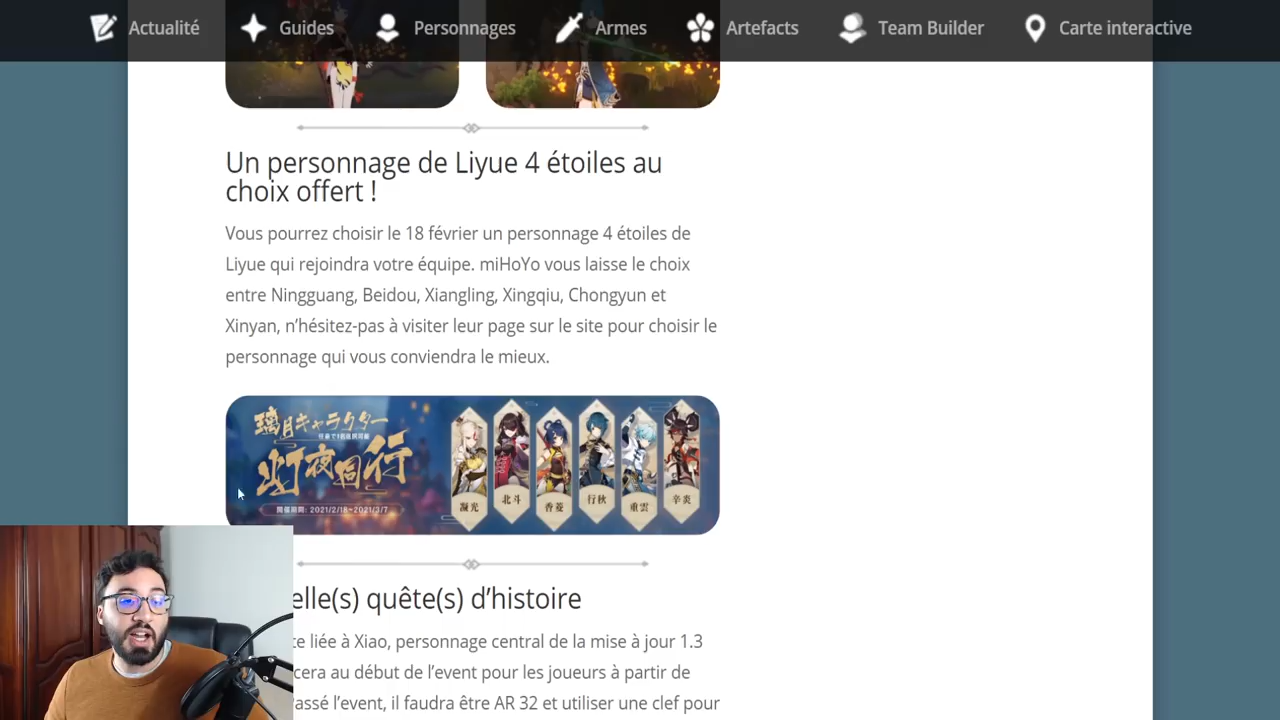 Actualité Guides Personnages Armes Artefacts Team Builder Carte interactive
Un personnage de Liyue 4 étoiles au
choix offert !
Vous pourrez choisir le 18 février un personnage 4 étoiles de
Liyue qui rejoindra votre équipe. miHoYo vous laisse le choix
entre Ningguang, Beidou, Xiangling, Xingqiu, Chongyun et
Xinyan, n’hésitez-pas à visiter leur page sur le site pour choisir le
personnage qui vous conviendra le mieux.
璃月キャラクター
灯夜同行
開催期間: 2021/2/18~2021/3/7
凝光 北斗 香菱 行秋 重雲 辛炎
elle(s) quête(s) d’histoire
te liée à Xiao, personnage central de la mise à jour 1.3
cera au début de l’event pour les joueurs à partir de
assé l’event, il faudra être AR 32 et utiliser une clef pour